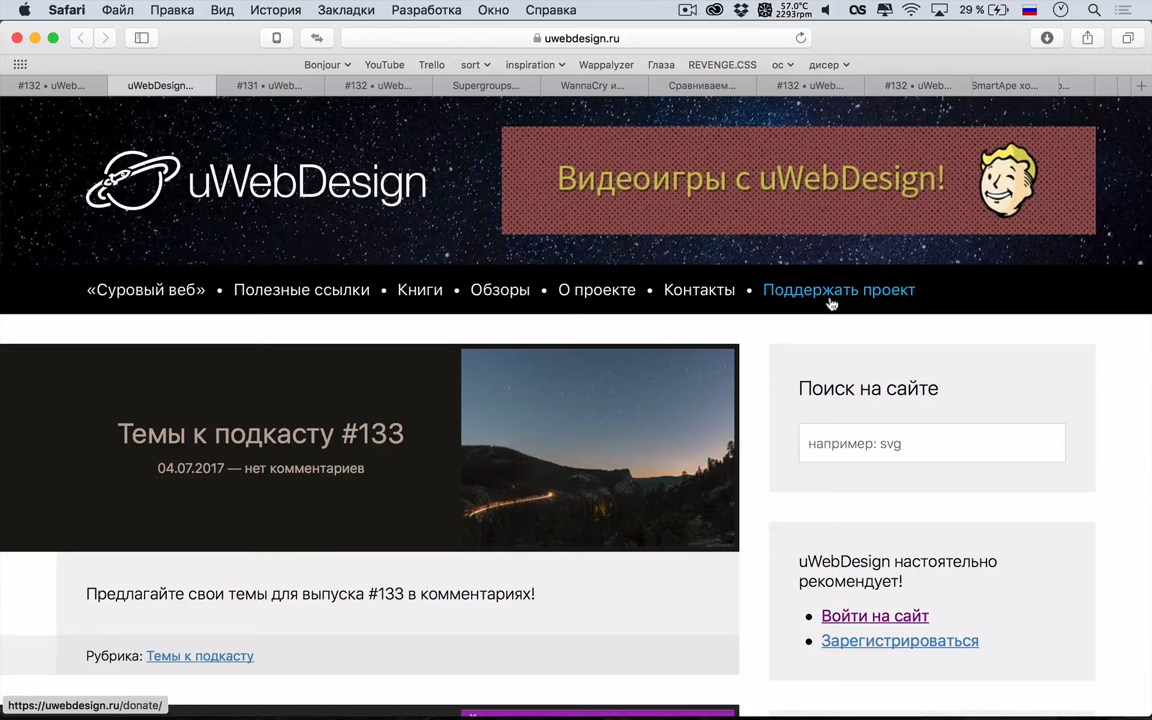 Safari Файл Правка Вид История Закладки Разработка Окно Справка
57.0°C
2293rpm
29 %
uwebdesign.ru
Bonjour YouTube Trello sort inspiration Wappalyzer Глаза REVENGE.CSS ос дисер
#132 • uWeb... uWebDesign... #131 • uWeb... #132 • uWeb... Supergroups... WannaCry и... Сравниваем... #132 • uWeb... #132 • uWeb... SmartApe хо...
uWebDesign
Видеоигры с uWebDesign!
«Суровый веб» • Полезные ссылки • Книги • Обзоры • О проекте • Контакты • Поддержать проект
Темы к подкасту #133
04.07.2017 — нет комментариев
Предлагайте свои темы для выпуска #133 в комментариях!
Рубрика: Темы к подкасту
Поиск на сайте
например: svg
uWebDesign настоятельно
рекомендует!
• Войти на сайт
• Зарегистрироваться
https://uwebdesign.ru/donate/